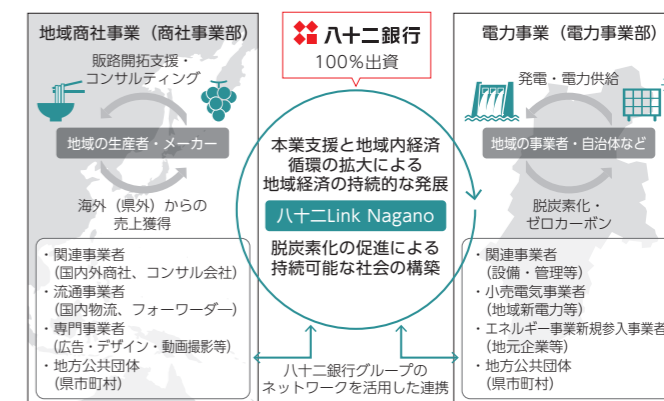 地域商社事業（商社事業部）
販路開拓支援・
コンサルティング
地域の生産者・メーカー
海外（県外）からの
売上獲得
・関連事業者
（国内外商社、コンサル会社）
・流通事業者
（国内物流、フォーワーダー）
・専門事業者
（広告・デザイン・動画撮影等）
・地方公共団体
（県市町村）
八十二銀行
100％出資
本業支援と地域内経済
循環の拡大による
地域経済の持続的な発展
八十二Link Nagano
脱炭素化の促進による
持続可能な社会の構築
八十二銀行グループの
ネットワークを活用した連携
電力事業（電力事業部）
発電・電力供給
地域の事業者・自治体など
脱炭素化・
ゼロカーボン
・関連事業者
（設備・管理等）
・小売電気事業者
（地域新電力等）
・エネルギー事業新規参入事業者
（地元企業等）
・地方公共団体
（県市町村）